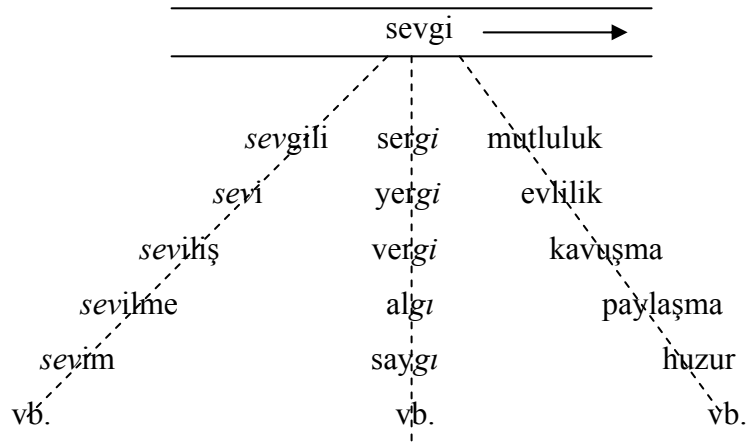 sevgi
sevgili sergi mutluluk
sevi yergi evlilik
seviliş vergi kavuşma
sevilme algı paylaşma
sevim saygı huzur
vb. vb. vb.